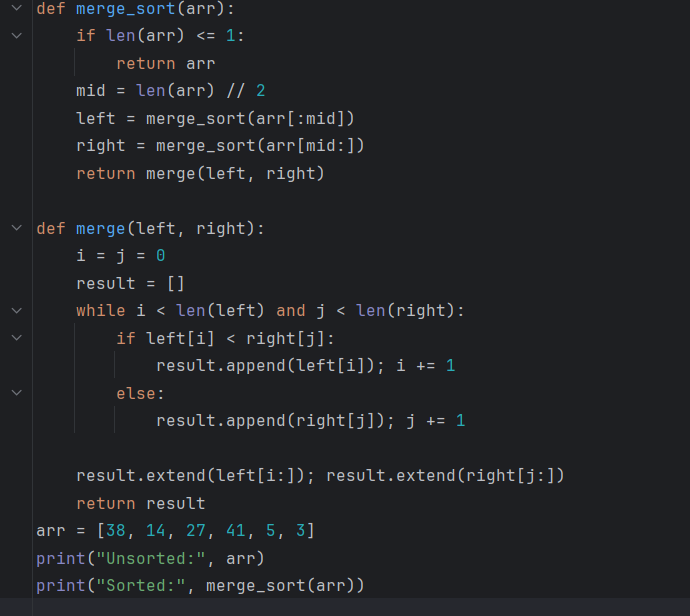 def merge_sort(arr):
    if len(arr) <= 1:
        return arr
    mid = len(arr) // 2
    left = merge_sort(arr[:mid])
    right = merge_sort(arr[mid:])
    return merge(left, right)

def merge(left, right):
    i = j = 0
    result = []
    while i < len(left) and j < len(right):
        if left[i] < right[j]:
            result.append(left[i]); i += 1
        else:
            result.append(right[j]); j += 1

    result.extend(left[i:]); result.extend(right[j:])
    return result
arr = [38, 14, 27, 41, 5, 3]
print("Unsorted:", arr)
print("Sorted:", merge_sort(arr))